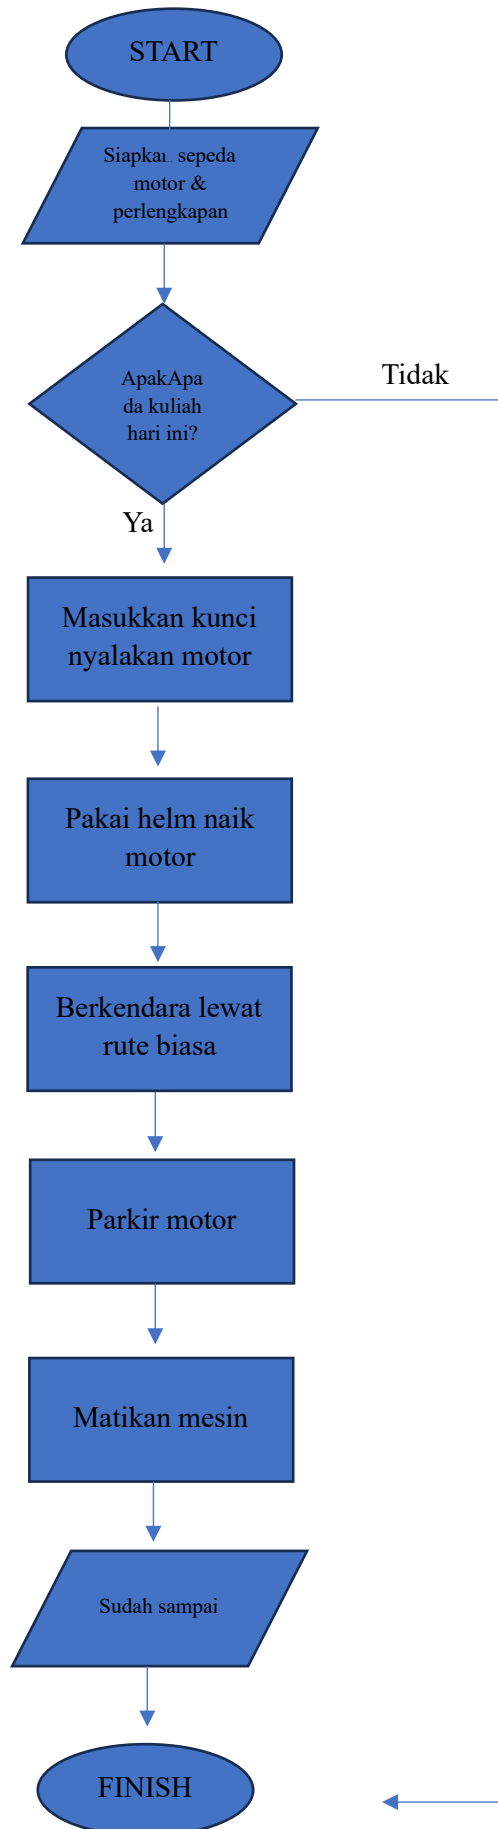 START
Siapkan sepeda
motor &
perlengkapan
ApakApa
da kuliah
hari ini?
Tidak
Ya
Masukkan kunci
nyalakan motor
Pakai helm naik
motor
Berkendara lewat
rute biasa
Parkir motor
Matikan mesin
Sudah sampai
FINISH